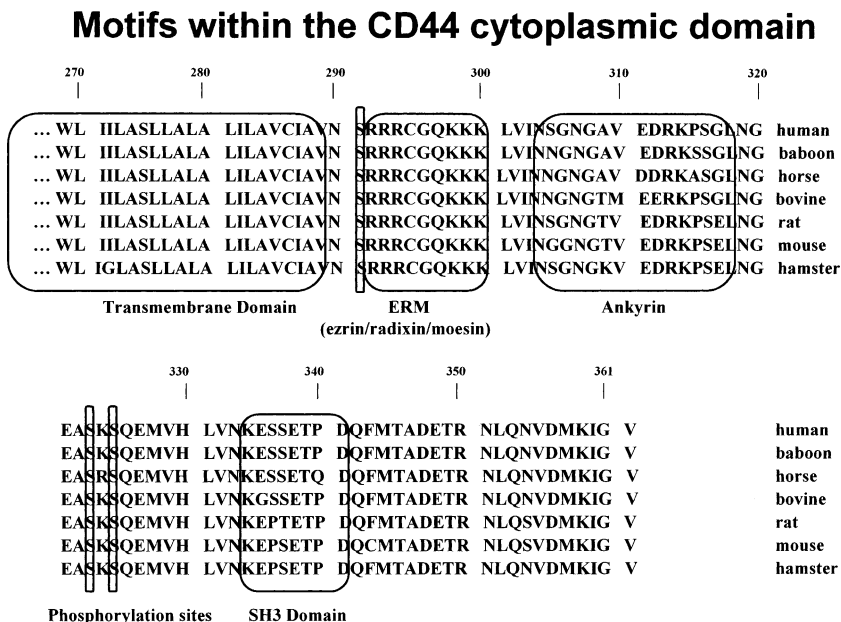 Motifs within the CD44 cytoplasmic domain
270 280 290 300 310 320
... WL IILASLLALA LILAVCIAVN SRRRCGQKKK LVINSGNGAV EDRKPSGLNG human
... WL IILASLLALA LILAVCIAVN SRRRCGQKKK LVINNGNGAV EDRKSSGLNG baboon
... WL IILASLLALA LILAVCIAVN SRRRCGQKKK LVINNGNGAV DDRKASGLNG horse
... WL IILASLLALA LILAVCIAVN SRRRCGQKKK LVINNGNGTM EERKPSGLNG bovine
... WL IILASLLALA LILAVCIAVN SRRRCGQKKK LVINSGNGTV EDRKPSELNG rat
... WL IILASLLALA LILAVCIAVN SRRRCGQKKK LVINGGNGTV EDRKPSELNG mouse
... WL IGLASLLALA LILAVCIAVN SRRRCGQKKK LVINSGNGKV EDRKPSELNG hamster
Transmembrane Domain ERM Ankyrin
(ezrin/radixin/moesin)
330 340 350 361
EASKSQEMVH LVNKESSETP DQFMTADETR NLQNVDMKIG V human
EASKSQEMVH LVNKESSETP DQFMTADETR NLQNVDMKIG V baboon
EASRSQEMVH LVNKESSETQ DQFMTADETR NLQNVDMKIG V horse
EASKSQEMVH LVNKGSSETP DQFMTADETR NLQNVDMKIG V bovine
EASKSQEMVH LVNKEPTETP DQFMTADETR NLQSVDMKIG V rat
EASKSQEMVH LVNKEPSETP DQCMTADETR NLQSVDMKIG V mouse
EASKSQEMVH LVNKEPSETP DQFMTADETR NLQNVDMKIG V hamster
Phosphorylation sites SH3 Domain